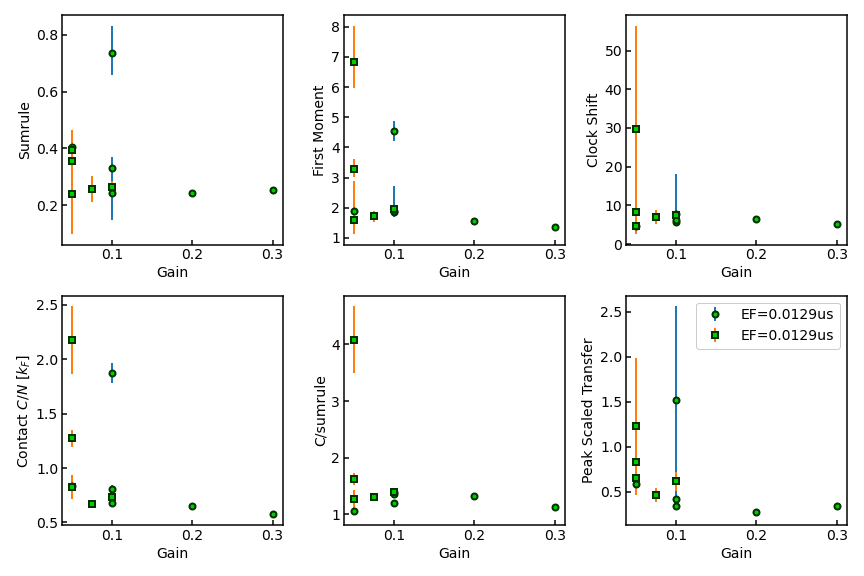 Sumrule
0.8
0.6
0.4
0.2
0.1 0.2 0.3
Gain
First Moment
8
7
6
5
4
3
2
1
0.1 0.2 0.3
Gain
Clock Shift
50
40
30
20
10
0
0.1 0.2 0.3
Gain
Contact C/N [k_F]
2.5
2.0
1.5
1.0
0.5
0.1 0.2 0.3
Gain
C/sumrule
4
3
2
1
0.1 0.2 0.3
Gain
Peak Scaled Transfer
2.5
2.0
1.5
1.0
0.5
0.1 0.2 0.3
Gain
EF=0.0129us
EF=0.0129us